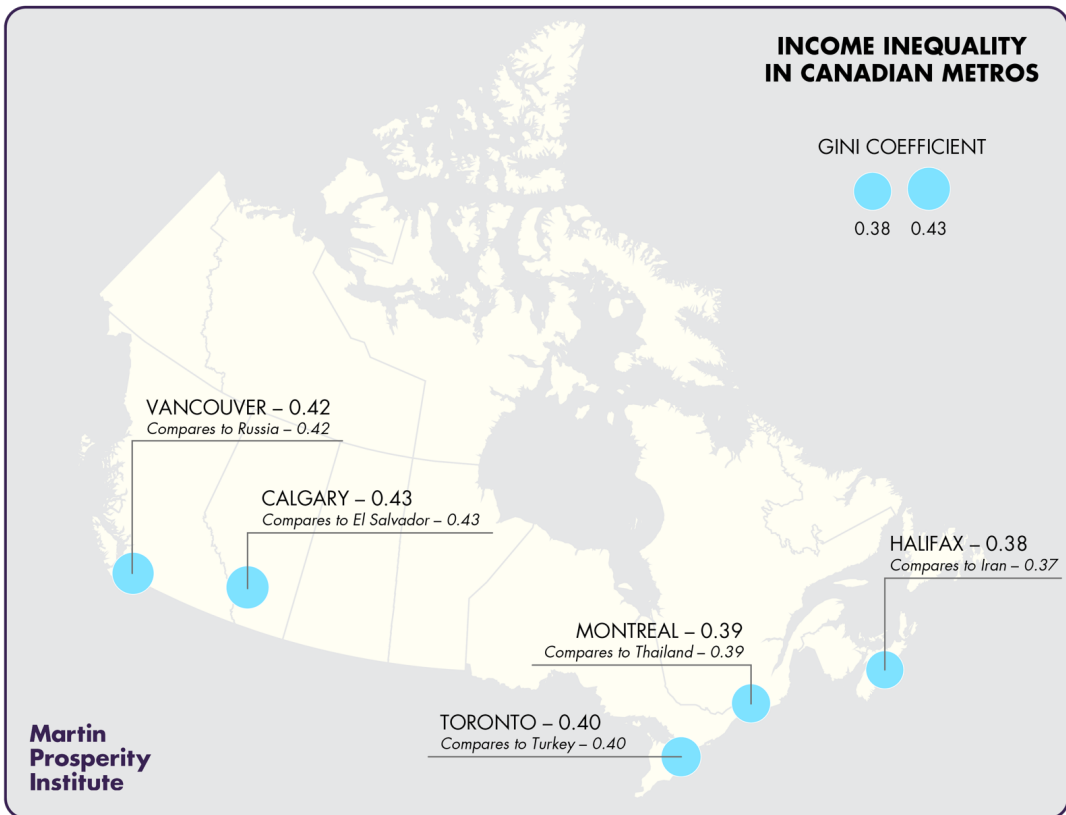 INCOME INEQUALITY
IN CANADIAN METROS
GINI COEFFICIENT
0.38 0.43
VANCOUVER – 0.42
Compares to Russia – 0.42
CALGARY – 0.43
Compares to El Salvador – 0.43
HALIFAX – 0.38
Compares to Iran – 0.37
MONTREAL – 0.39
Compares to Thailand – 0.39
TORONTO – 0.40
Compares to Turkey – 0.40
Martin
Prosperity
Institute